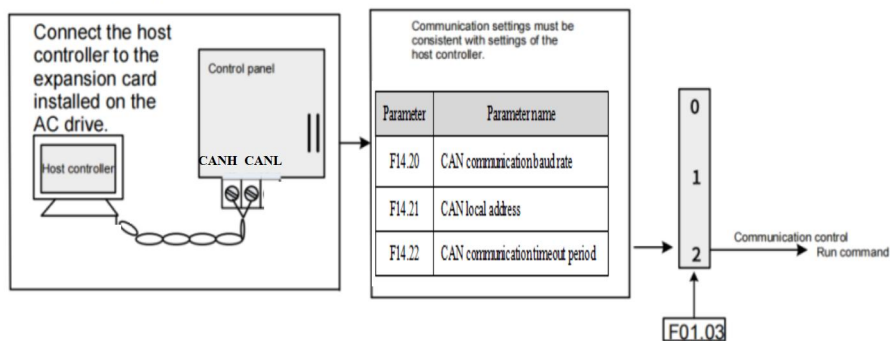 Connect the host
controller to the
expansion card
installed on the
AC drive.
Control panel
CANH CANL
Host controller
Communication settings must be
consistent with settings of the
host controller.
Parameter Parameter name
F14.20 CAN communication baud rate
F14.21 CAN local address
F14.22 CAN communication timeout period
0
1
2
Communication control
Run command
F01.03